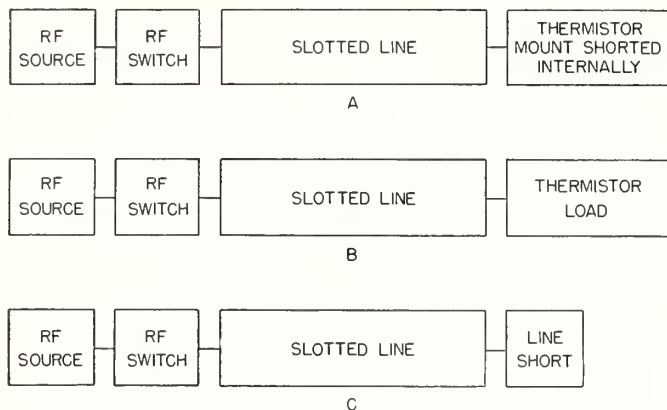 RF
SOURCE
RF
SWITCH
SLOTTED LINE
THERMISTOR
MOUNT SHORTED
INTERNALLY
A
RF
SOURCE
RF
SWITCH
SLOTTED LINE
THERMISTOR
LOAD
B
RF
SOURCE
RF
SWITCH
SLOTTED LINE
LINE
SHORT
C